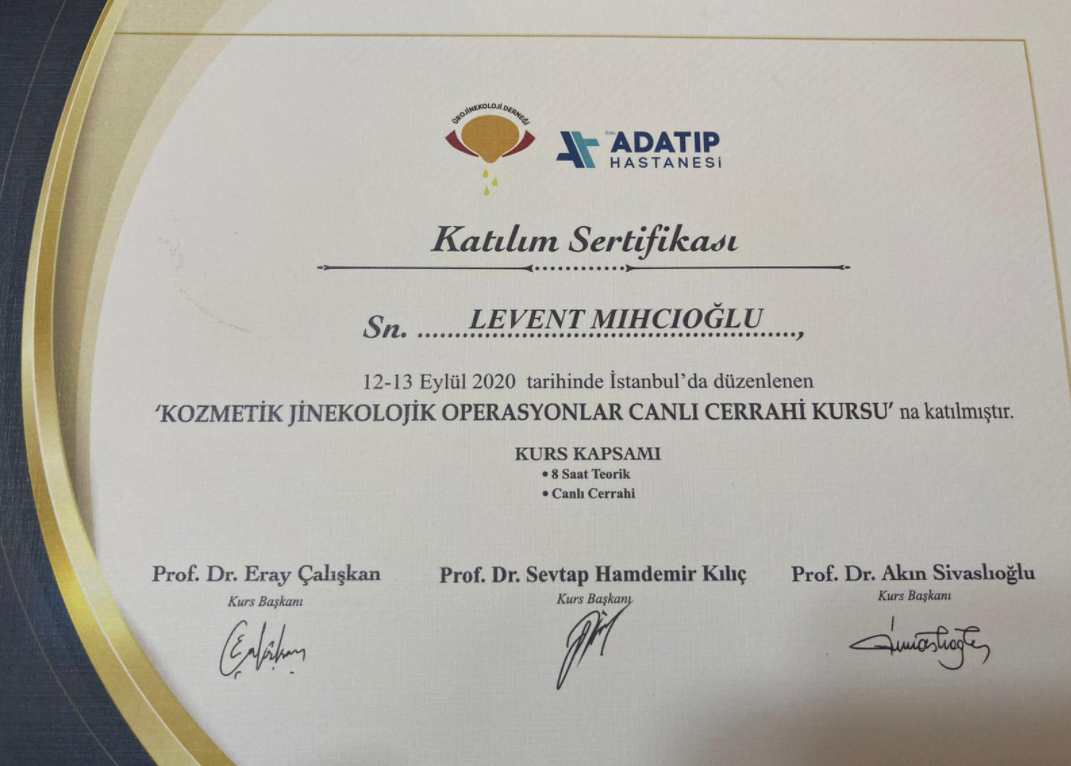 ÜROJİNEKOLOJİ DERNEĞİ
ADATIP
HASTANESİ
Katılım Sertifikası
Sn. ......LEVENT MIHCIOĞLU......,
12-13 Eylül 2020 tarihinde İstanbul'da düzenlenen
'KOZMETİK JİNEKOLOJİK OPERASYONLAR CANLI CERRAHİ KURSU' na katılmıştır.
KURS KAPSAMI
• 8 Saat Teorik
• Canlı Cerrahi
Prof. Dr. Eray Çalışkan
Kurs Başkanı
Prof. Dr. Sevtap Hamdemir Kılıç
Kurs Başkanı
Prof. Dr. Akın Sivaslıoğlu
Kurs Başkanı